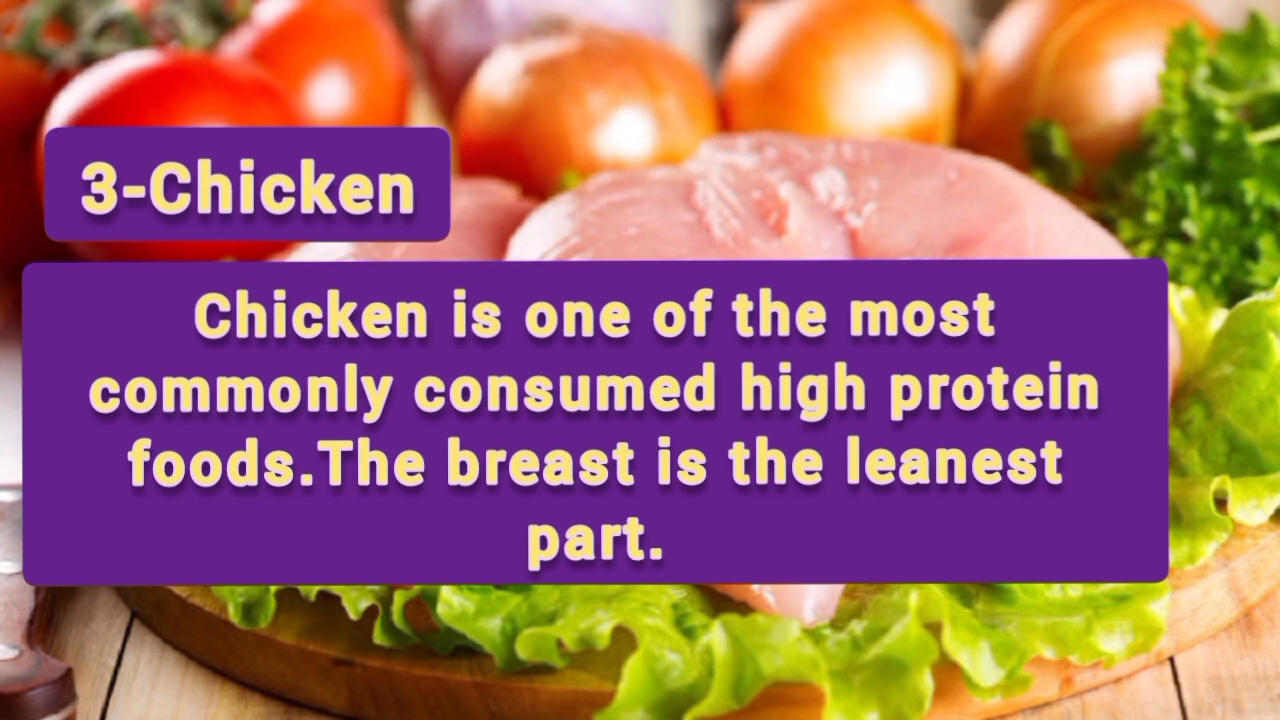 3-Chicken
Chicken is one of the most
commonly consumed high protein
foods.The breast is the leanest
part.